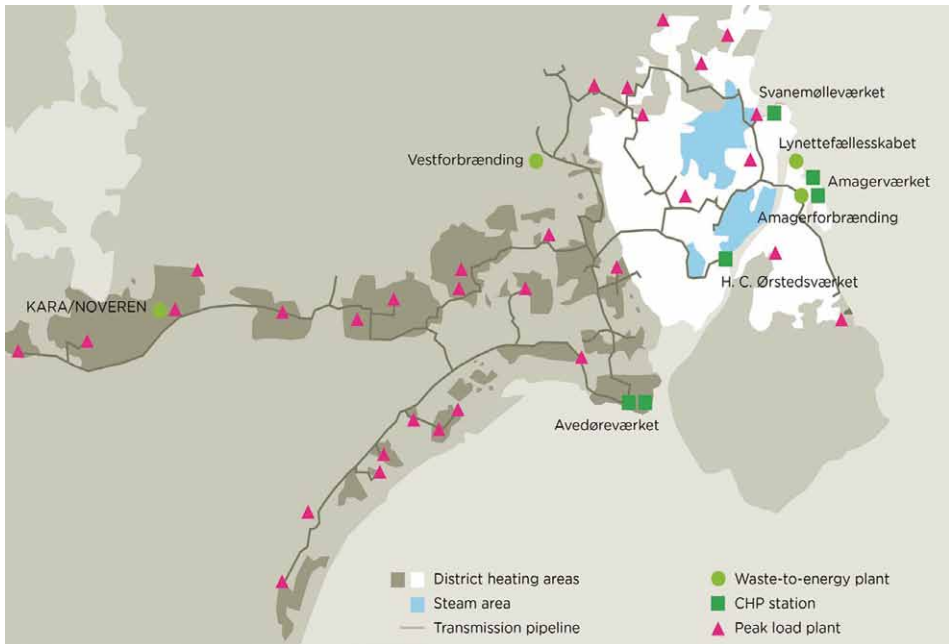 Svanemølleværket
Lynettefællesskabet
Vestforbrænding
Amagerværket
Amagerforbrænding
H. C. Ørstedsværket
KARA/NOVEREN
Avedøreværket
District heating areas
Steam area
Transmission pipeline
Waste-to-energy plant
CHP station
Peak load plant